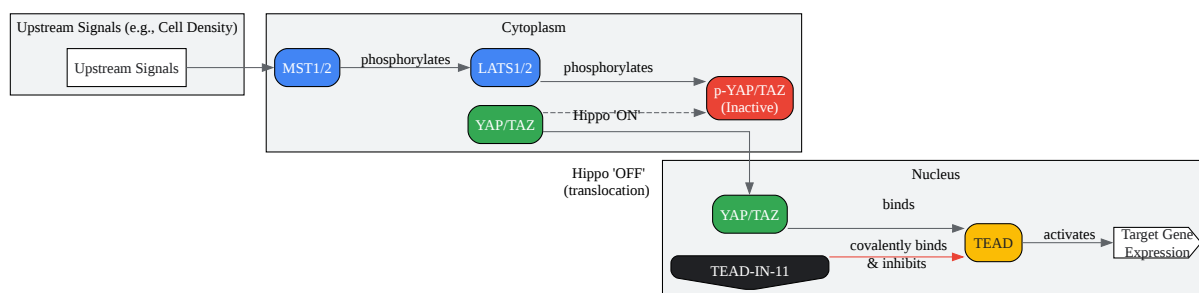 Upstream Signals (e.g., Cell Density)
Upstream Signals
Cytoplasm
MST1/2
phosphorylates
LATS1/2
phosphorylates
p-YAP/TAZ
(Inactive)
YAP/TAZ
Hippo 'ON'
Hippo 'OFF'
(translocation)
Nucleus
YAP/TAZ
binds
TEAD-IN-11
covalently binds
& inhibits
TEAD
activates
Target Gene
Expression